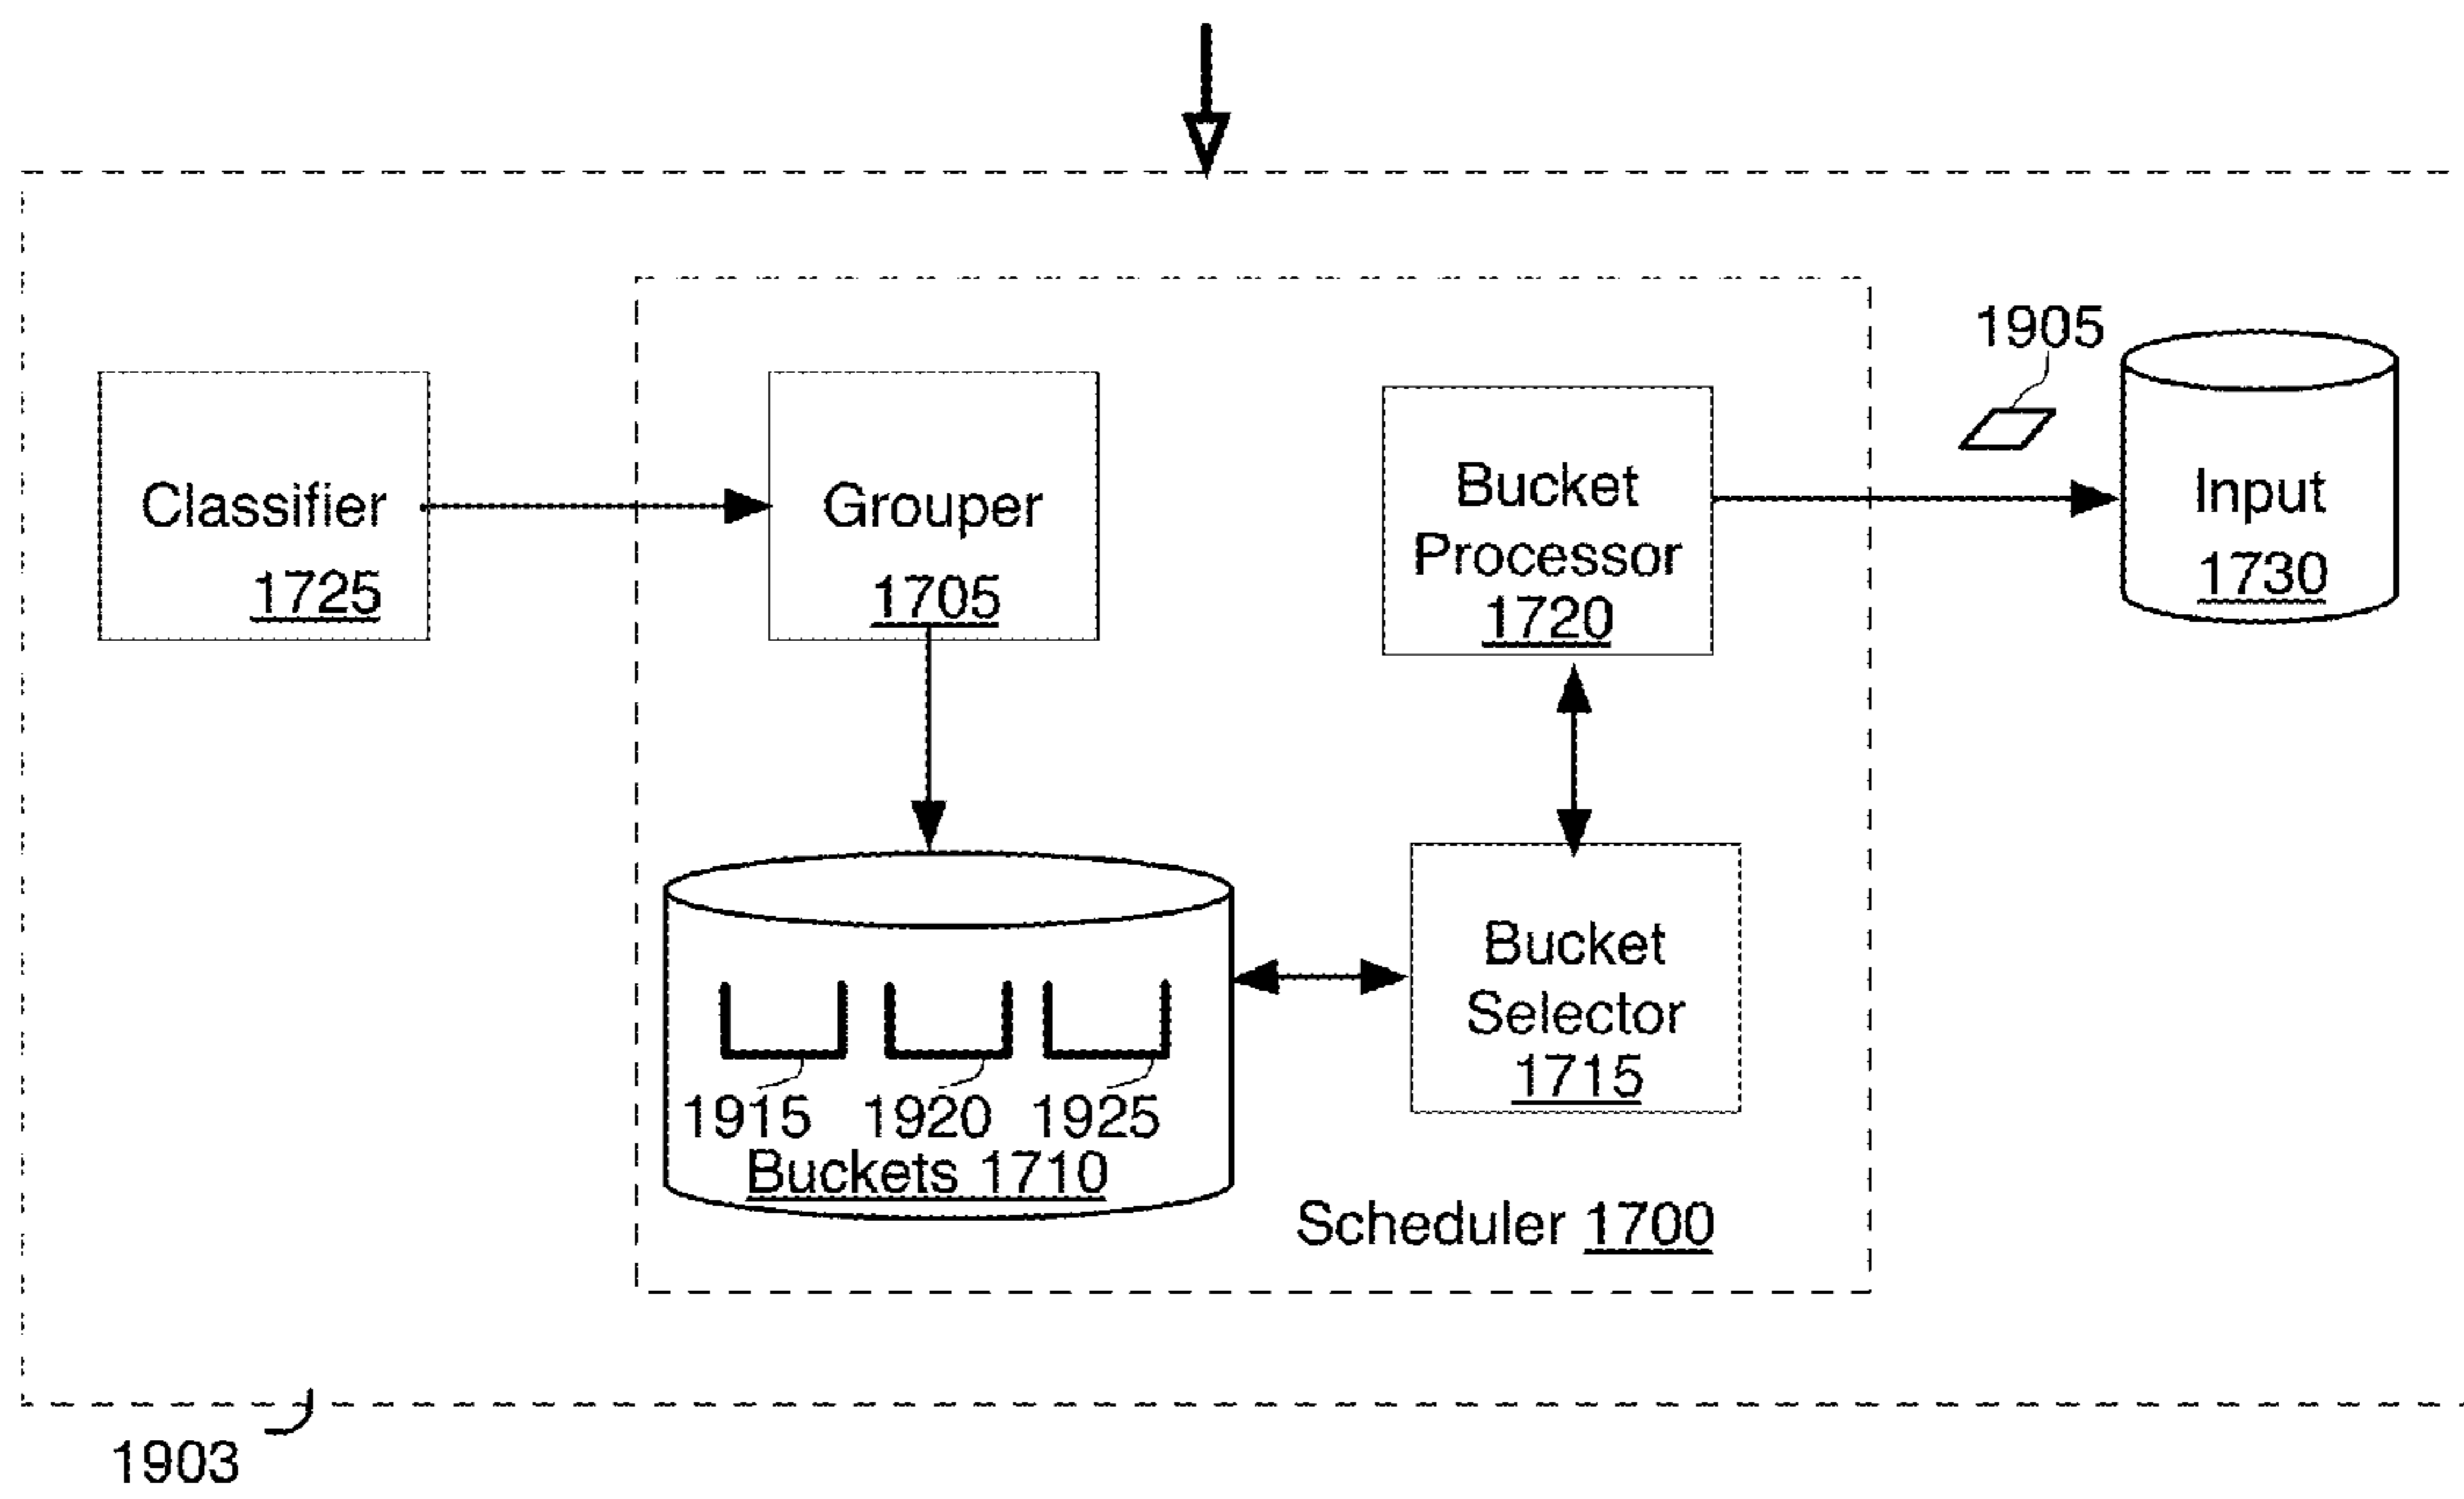 1905
Classifier
1725
Grouper
1705
Bucket
Processor
1720
Input
1730
1915 1920 1925
Buckets 1710
Bucket
Selector
1715
Scheduler 1700
1903